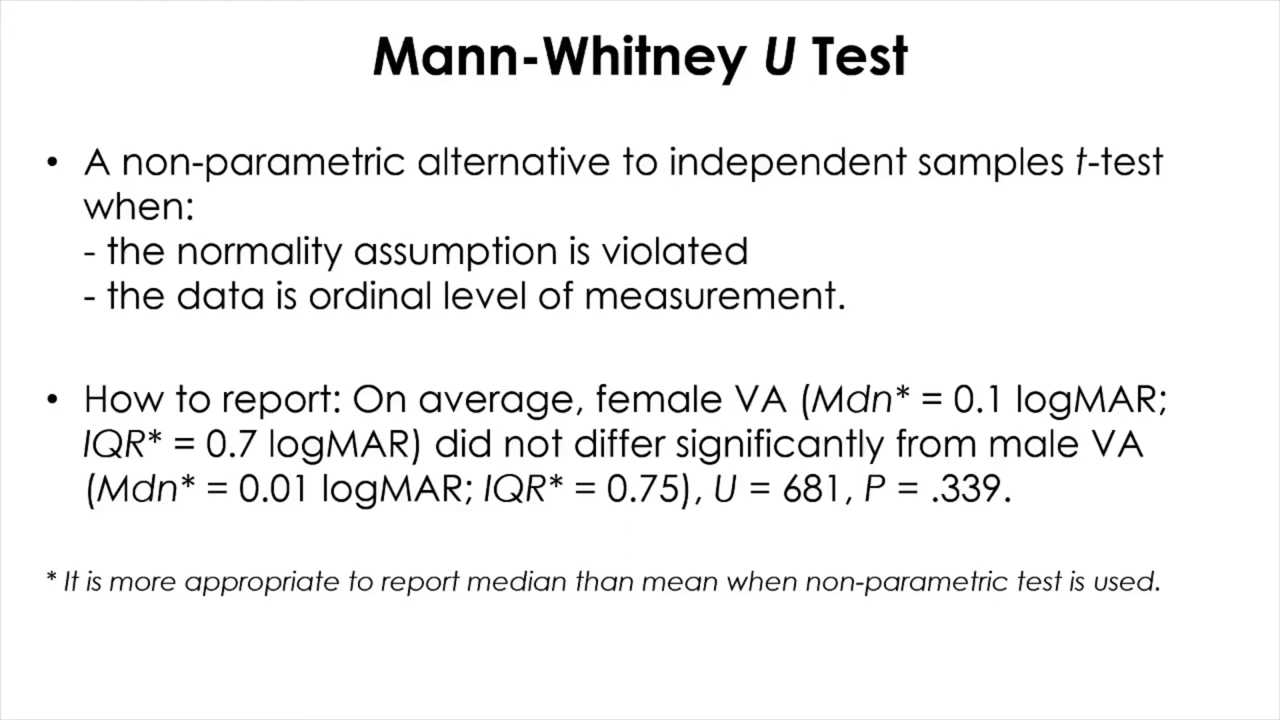 Mann-Whitney U Test
• A non-parametric alternative to independent samples t-test
when:
- the normality assumption is violated
- the data is ordinal level of measurement.
• How to report: On average, female VA (Mdn* = 0.1 logMAR;
IQR* = 0.7 logMAR) did not differ significantly from male VA
(Mdn* = 0.01 logMAR; IQR* = 0.75), U = 681, P = .339.
* It is more appropriate to report median than mean when non-parametric test is used.